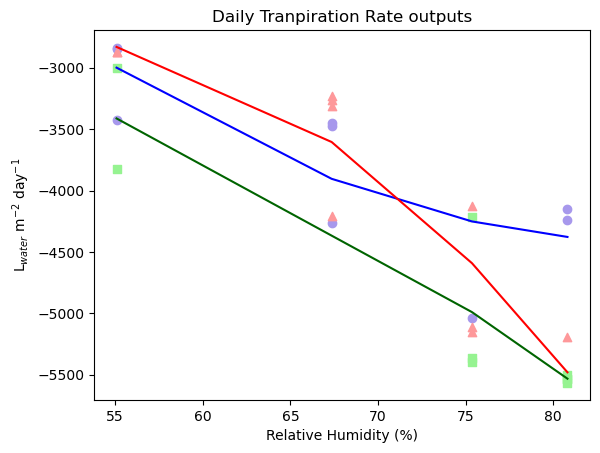 Daily Tranpiration Rate outputs
−3000
−3500
−4000
−4500
−5000
−5500
L_water m^−2 day^−1
55 60 65 70 75 80
Relative Humidity (%)